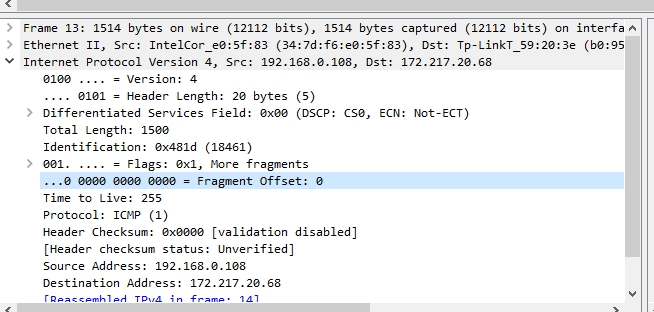 Frame 13: 1514 bytes on wire (12112 bits), 1514 bytes captured (12112 bits) on interfa
Ethernet II, Src: IntelCor_e0:5f:83 (34:7d:f6:e0:5f:83), Dst: Tp-LinkT_59:20:3e (b0:95
Internet Protocol Version 4, Src: 192.168.0.108, Dst: 172.217.20.68
0100 .... = Version: 4
.... 0101 = Header Length: 20 bytes (5)
Differentiated Services Field: 0x00 (DSCP: CS0, ECN: Not-ECT)
Total Length: 1500
Identification: 0x481d (18461)
001. .... = Flags: 0x1, More fragments
...0 0000 0000 0000 = Fragment Offset: 0
Time to Live: 255
Protocol: ICMP (1)
Header Checksum: 0x0000 [validation disabled]
[Header checksum status: Unverified]
Source Address: 192.168.0.108
Destination Address: 172.217.20.68
[Reassembled IPv4 in frame: 14]